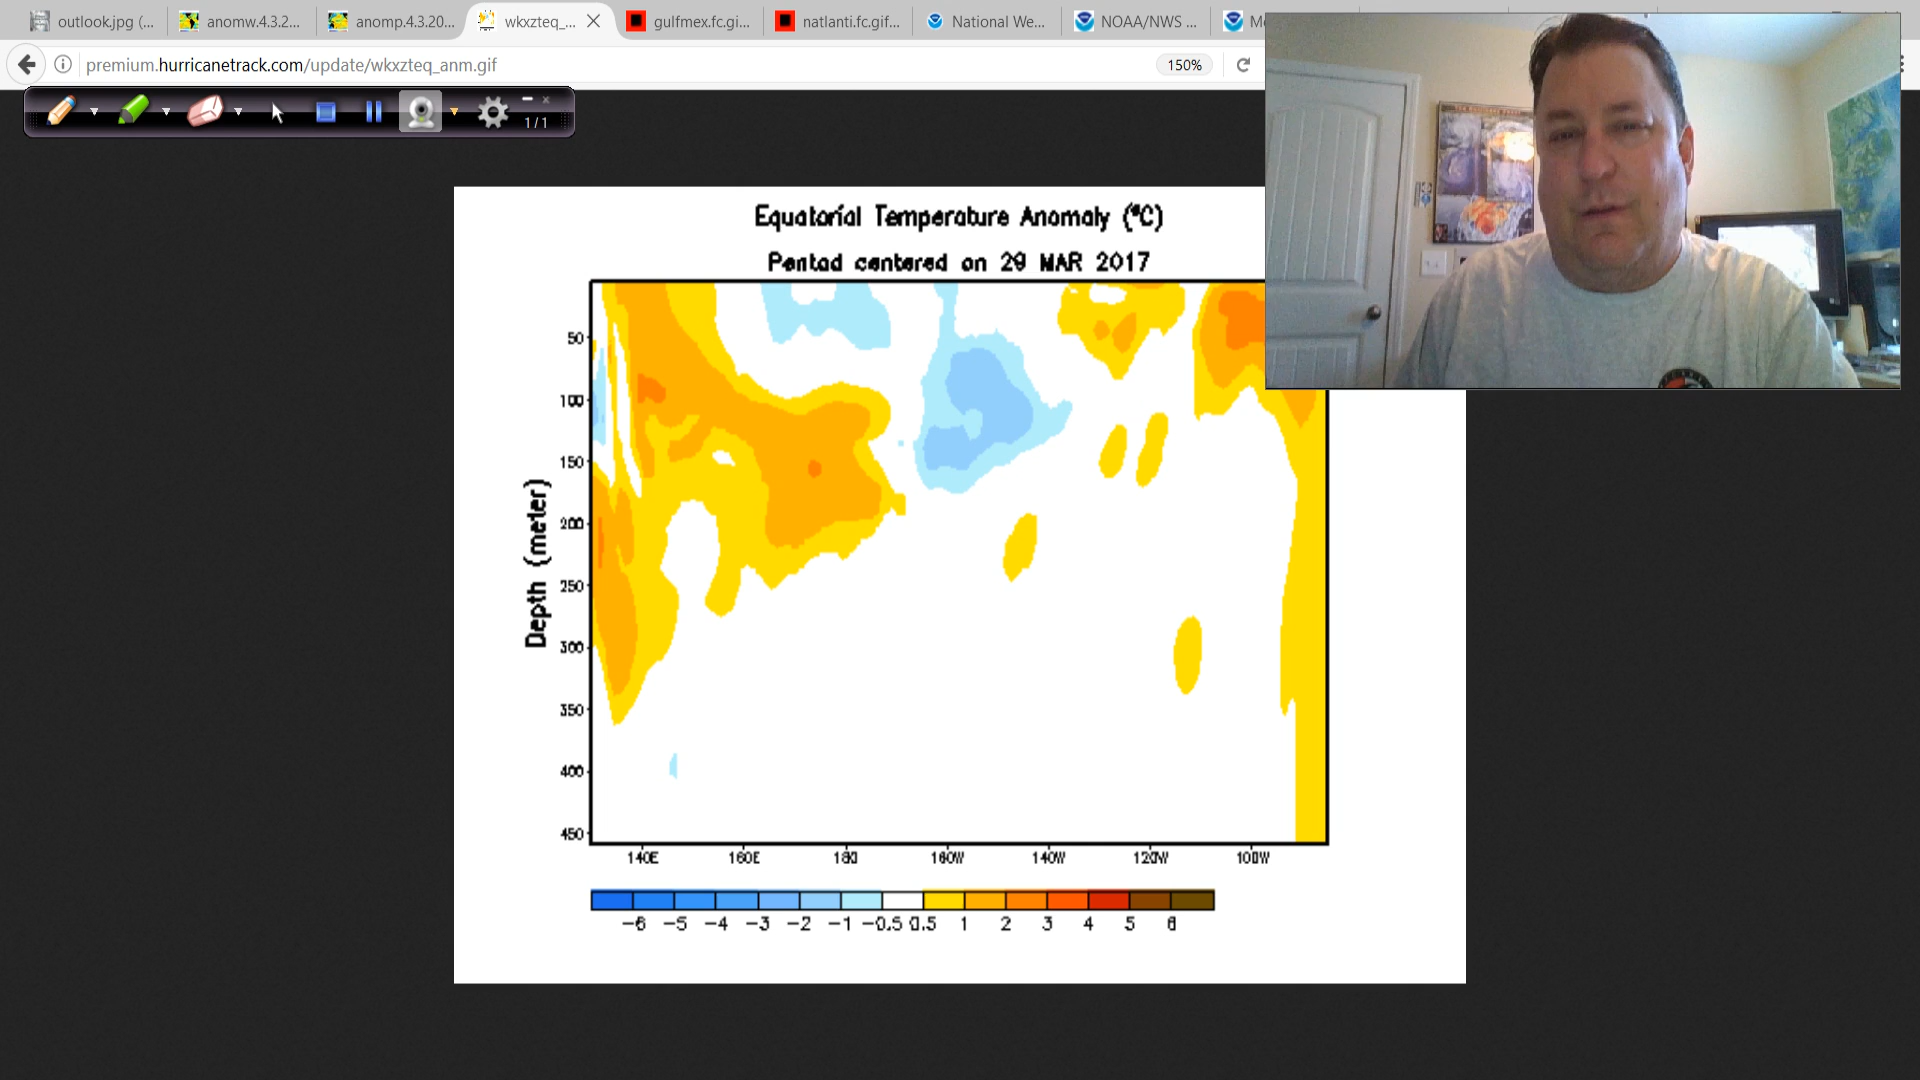 outlook.jpg (...
anomw.4.3.2...
anomp.4.3.20...
wkxzteq_...
gulfmex.fc.gi...
natlanti.fc.gif...
National We...
NOAA/NWS ...
premium.hurricanetrack.com/update/wkxzteq_anm.gif
150%
1/1
Equatorial Temperature Anomaly (°C)
Pentad centered on 29 MAR 2017
Depth (meter)
50
100
150
200
250
300
350
400
450
140E 160E 180 160W 140W 120W 100W
-6 -5 -4 -3 -2 -1 -0.5 0.5 1 2 3 4 5 6